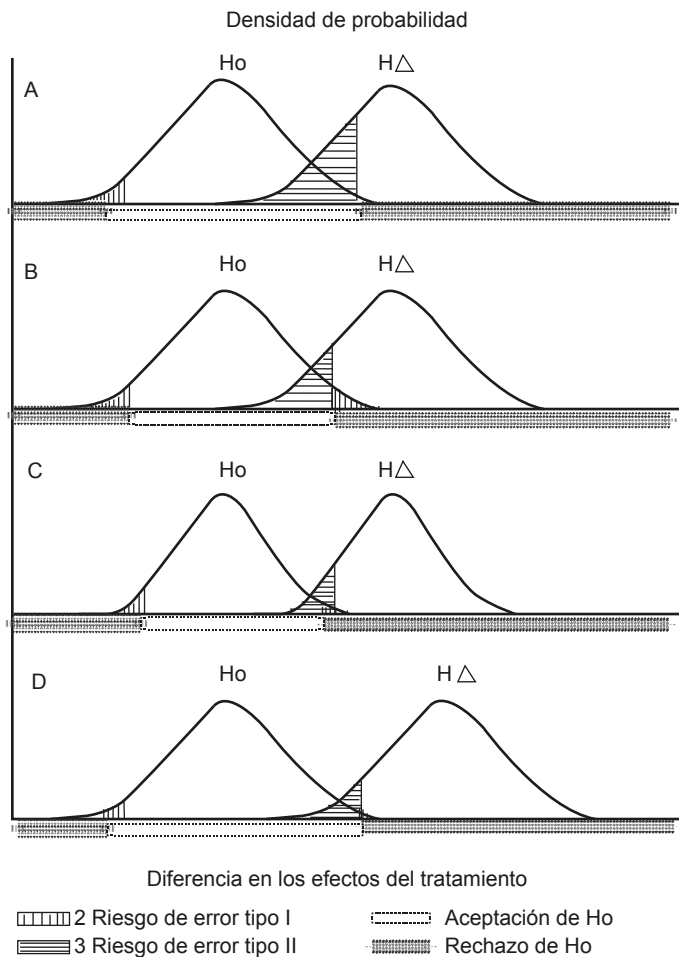 Densidad de probabilidad
A
Ho
H△
B
Ho
H△
C
Ho
H△
D
Ho
H△
Diferencia en los efectos del tratamiento
2 Riesgo de error tipo I
Aceptación de Ho
3 Riesgo de error tipo II
Rechazo de Ho